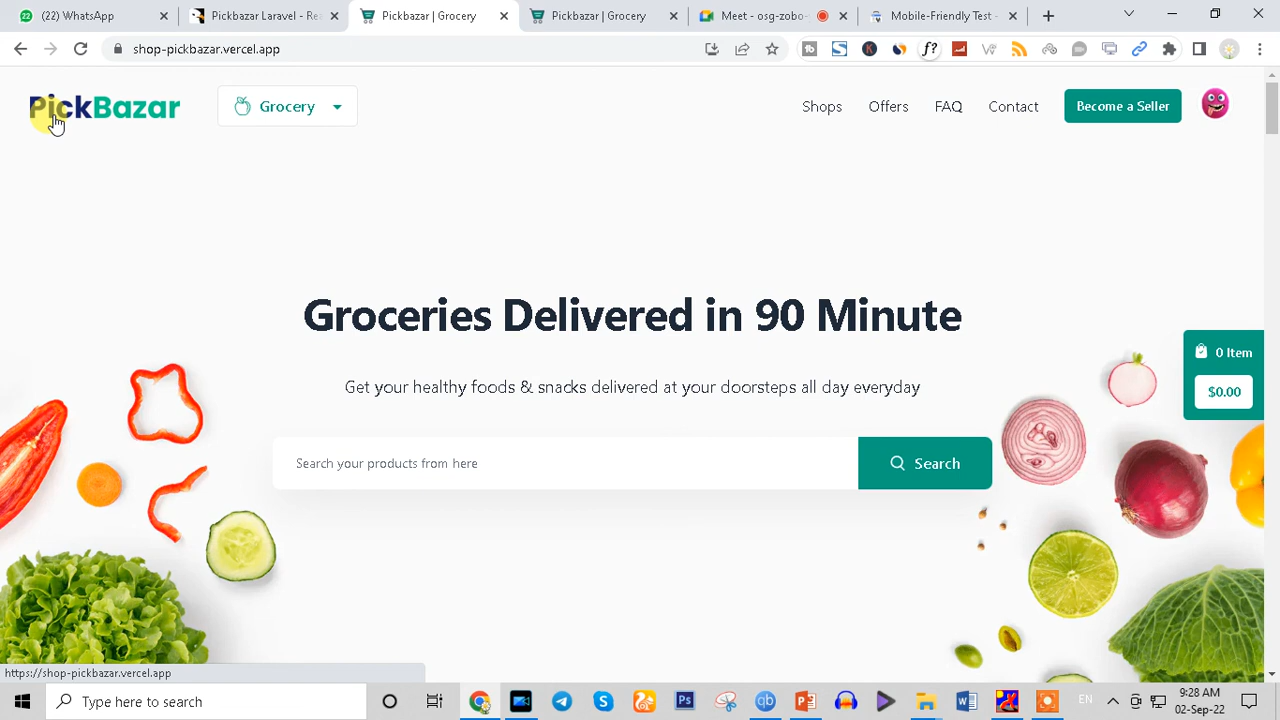 (22) WhatsApp
Pickbazar Laravel - Re
Pickbazar | Grocery
Pickbazar | Grocery
Meet - osg-zobo
Mobile-Friendly Test -
shop-pickbazar.vercel.app
PickBazar
Grocery
Shops
Offers
FAQ
Contact
Become a Seller
Groceries Delivered in 90 Minute
Get your healthy foods & snacks delivered at your doorsteps all day everyday
0 Item
$0.00
Search your products from here
Search
https://shop-pickbazar.vercel.app
Type here to search
EN
9:28 AM
02-Sep-22